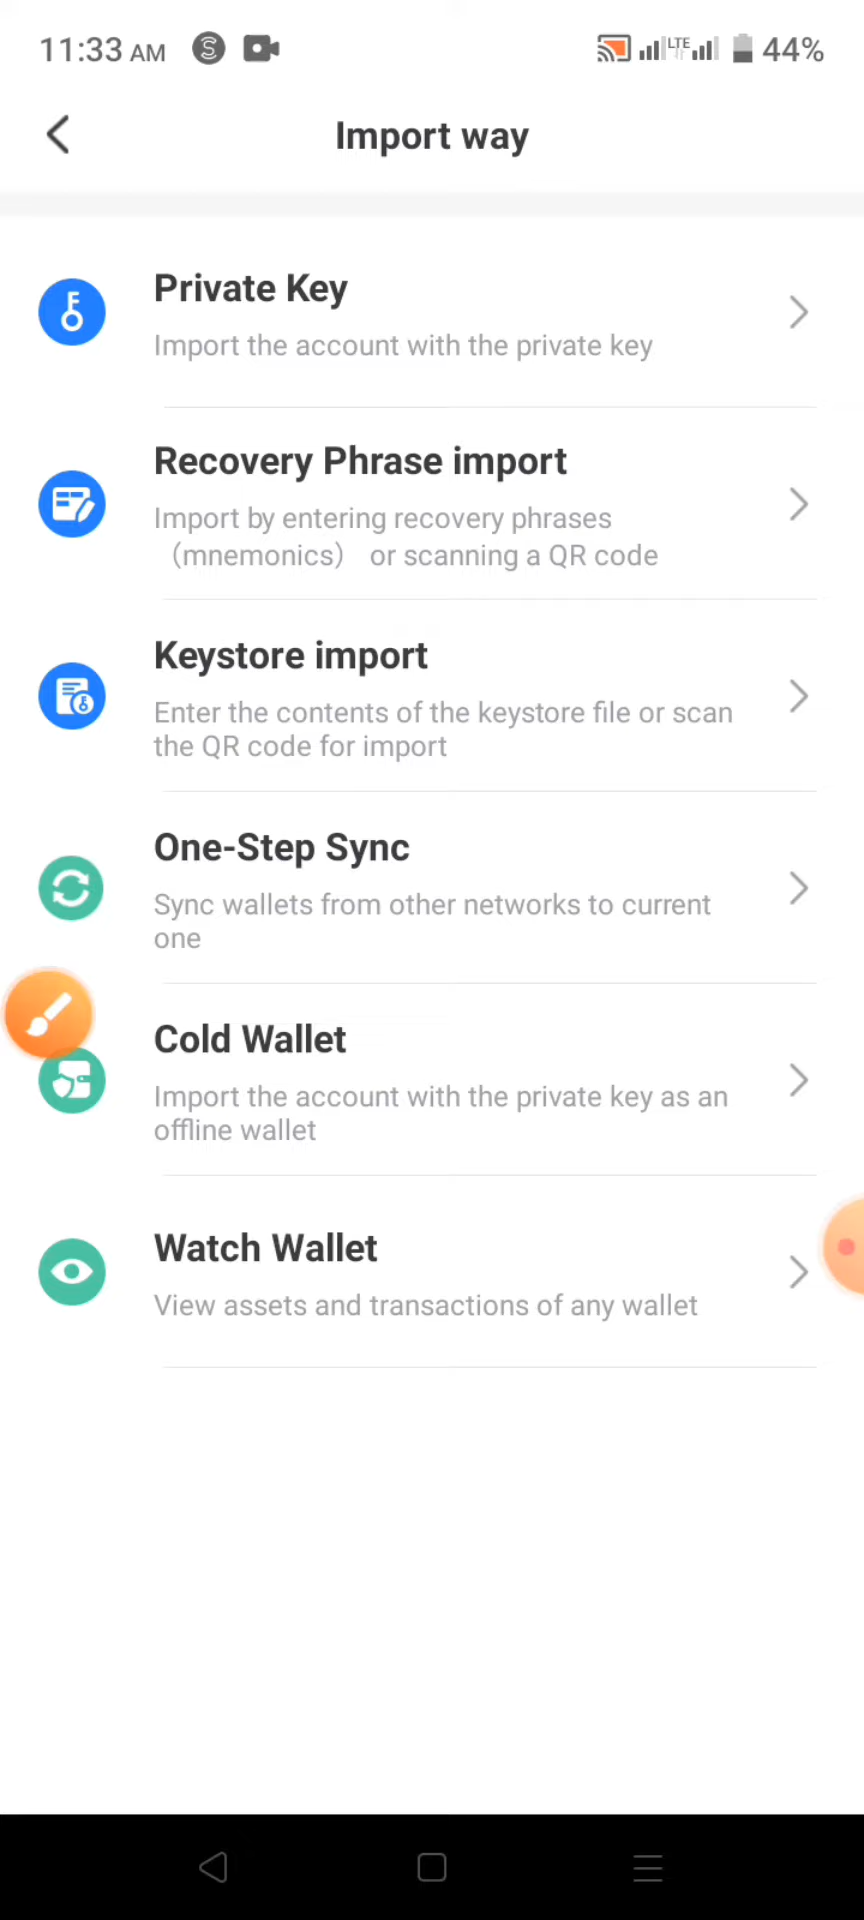 11:33 AM S LTE 44%
Import way
Private Key
Import the account with the private key
Recovery Phrase import
Import by entering recovery phrases
（mnemonics） or scanning a QR code
Keystore import
Enter the contents of the keystore file or scan
the QR code for import
One-Step Sync
Sync wallets from other networks to current
one
Cold Wallet
Import the account with the private key as an
offline wallet
Watch Wallet
View assets and transactions of any wallet